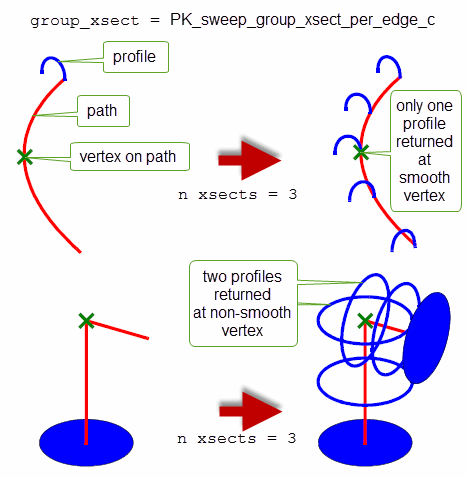 group_xsect = PK_sweep_group_xsect_per_edge_c
profile
path
vertex on path
n xsects = 3
only one
profile
returned
at
smooth
vertex
two profiles
returned
at non-smooth
vertex
n xsects = 3